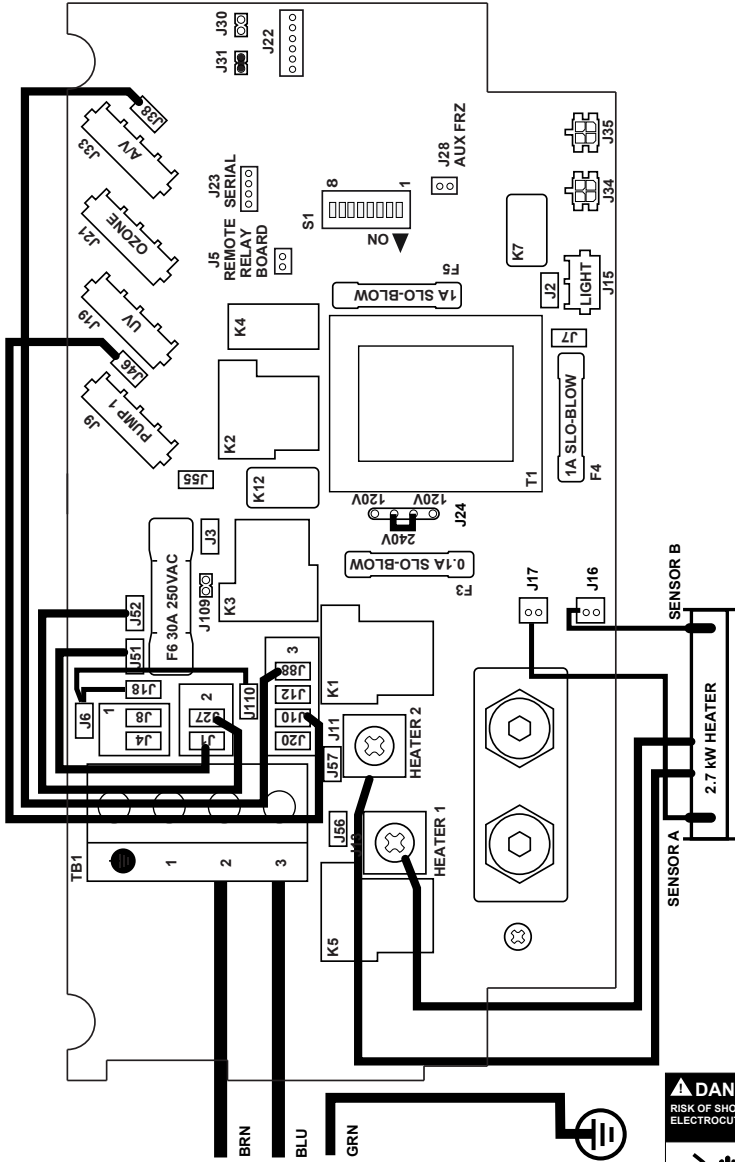 J30
J31
J22
J38
J33
A/V
J21
OZONE
J19
UV
J46
J9
PUMP 1
J23
SERIAL
J5
REMOTE
RELAY
BOARD
S1
8
1
ON
J28
AUX FRZ
J35
J34
K7
J2
LIGHT
J15
F5
1A SLO-BLOW
K4
K2
K12
J55
J7
1A SLO-BLOW
F4
T1
120V
120V
240V
J24
0.1A SLO-BLOW
F3
J3
J109
K3
F6 30A 250VAC
J52
J51
J18
J6
J110
1
J8
J4
2
J27
J1
3
J88
J12
J10
J20
K1
J17
J16
SENSOR B
J11
HEATER 2
J57
J56
J13
HEATER 1
K5
2.7 kW HEATER
SENSOR A
TB1
1
2
3
BRN
BLU
GRN
DAN
RISK OF SHO
ELECTROCUT